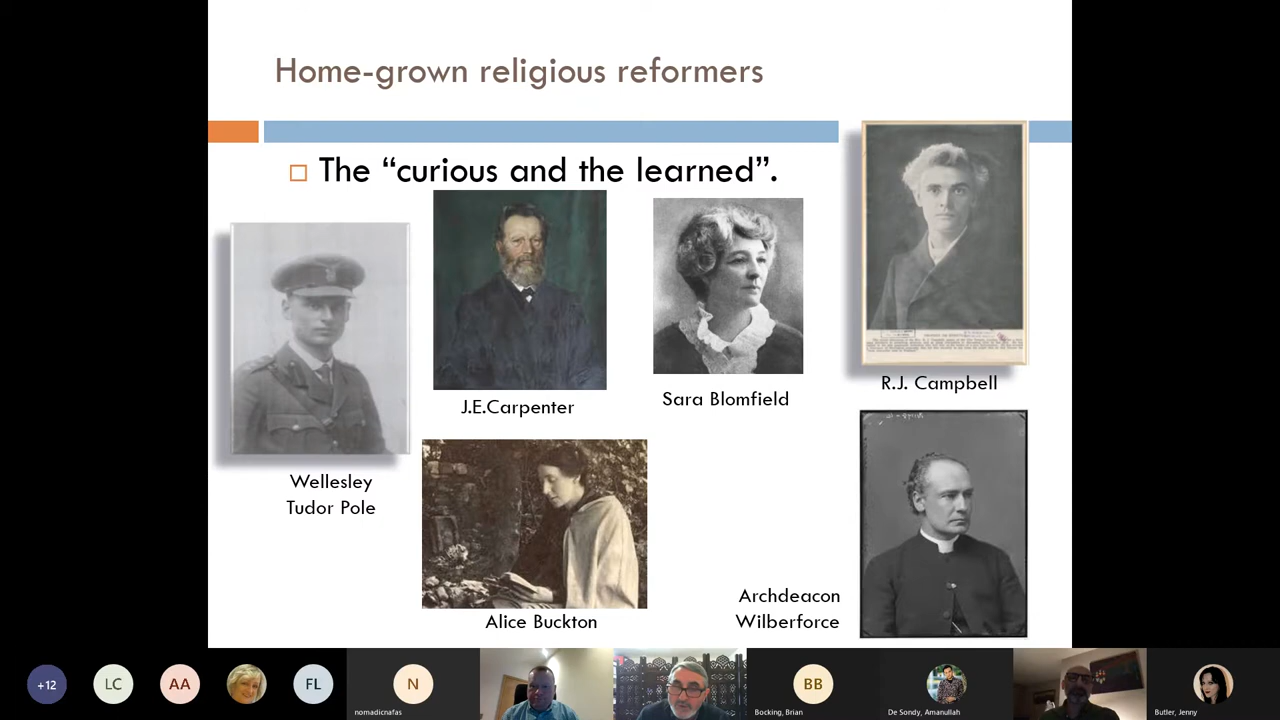 Home-grown religious reformers
The “curious and the learned”.
J.E.Carpenter
Sara Blomfield
R.J. Campbell
Wellesley
Tudor Pole
Alice Buckton
Archdeacon
Wilberforce
+12
LC
AA
FL
N
nomadicnafas
BB
Bocking, Brian
De Sondy, Amanullah
Butler, Jenny